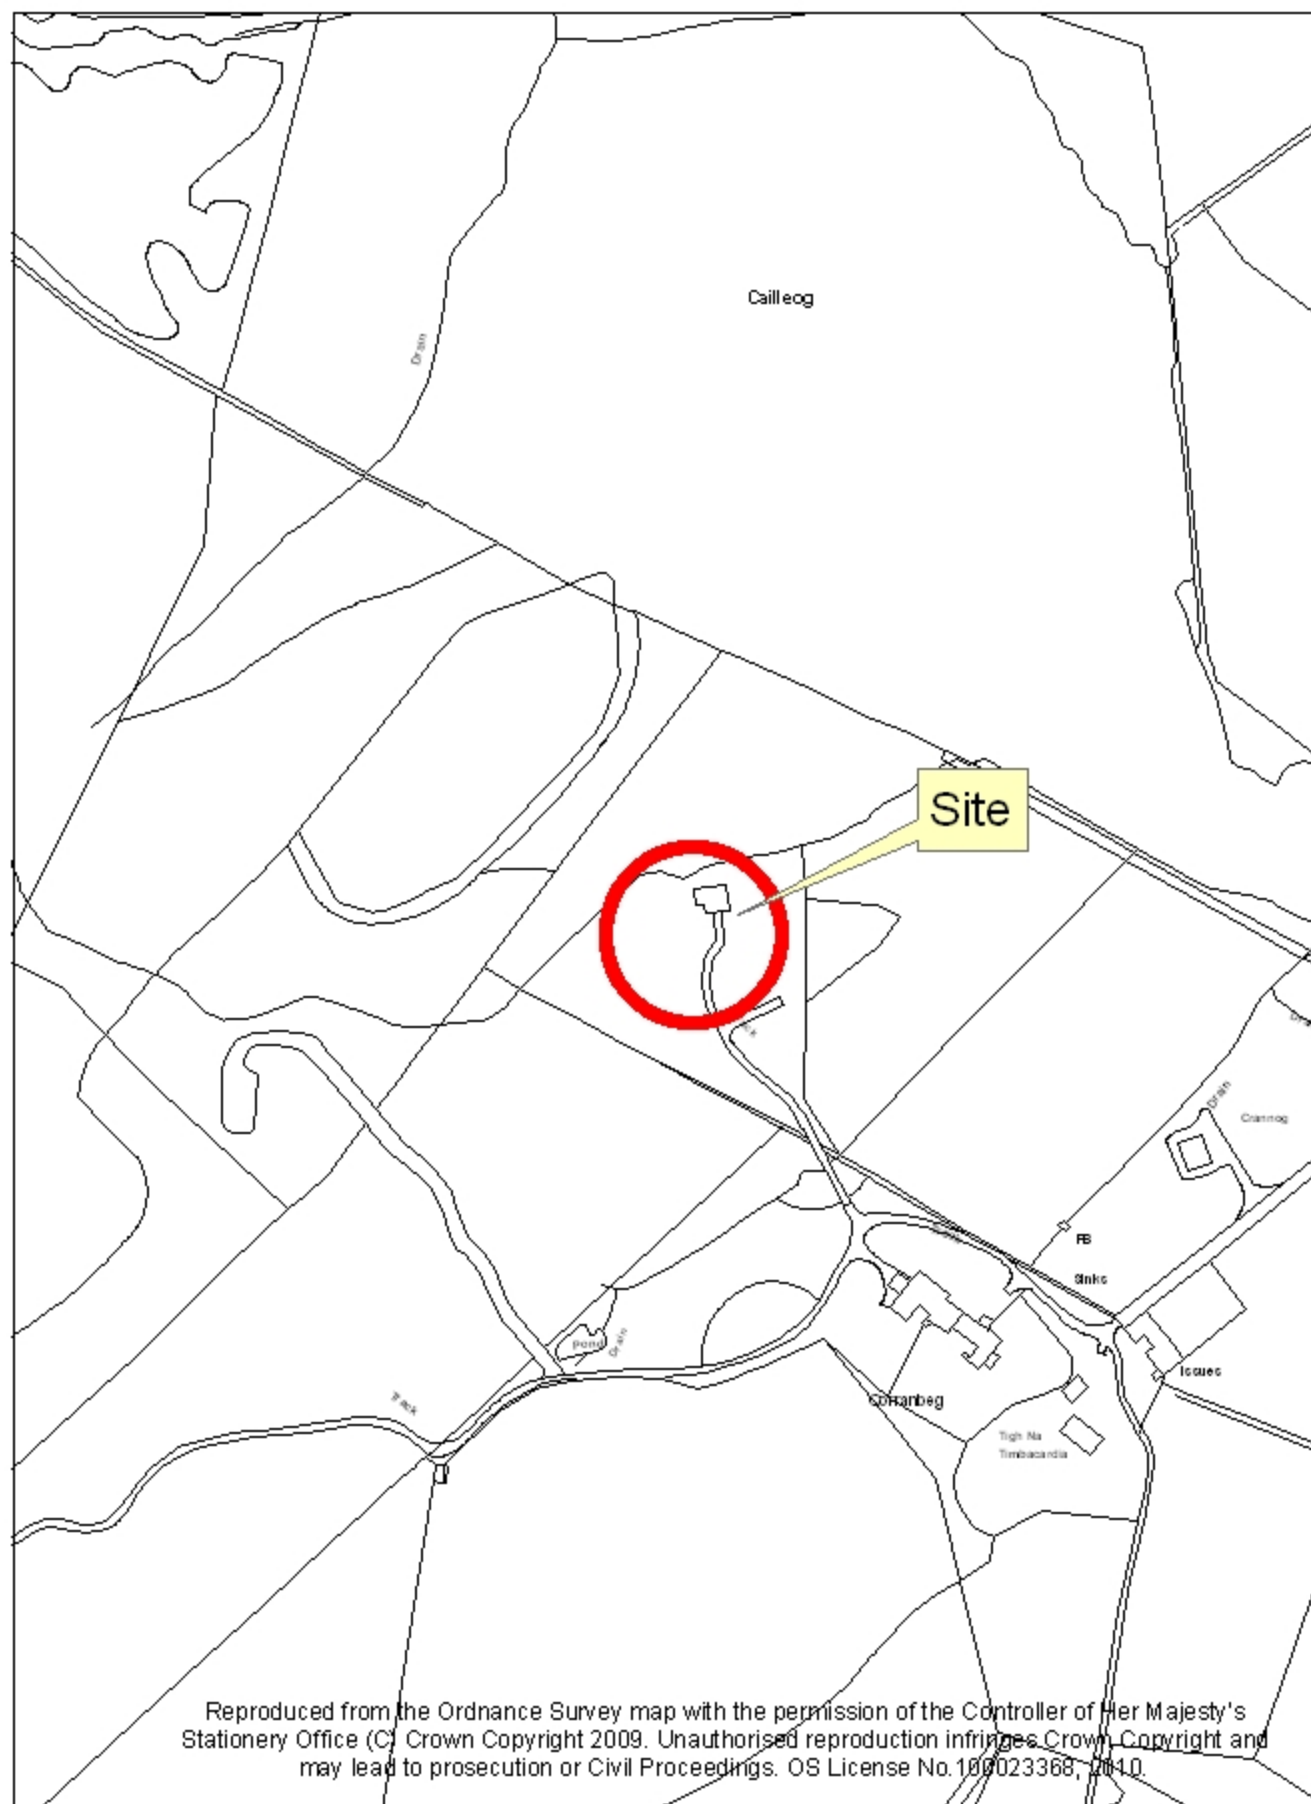 Cailleog
Drain
Site
Drain
Crannog
FB
Sinks
Pond
Drain
Issues
Track
Corranbeg
Tigh Na
Timbacardia
Reproduced from the Ordnance Survey map with the permission of the Controller of Her Majesty's
Stationery Office (C) Crown Copyright 2009. Unauthorised reproduction infringes Crown Copyright and
may lead to prosecution or Civil Proceedings. OS License No.100023368, 2010.